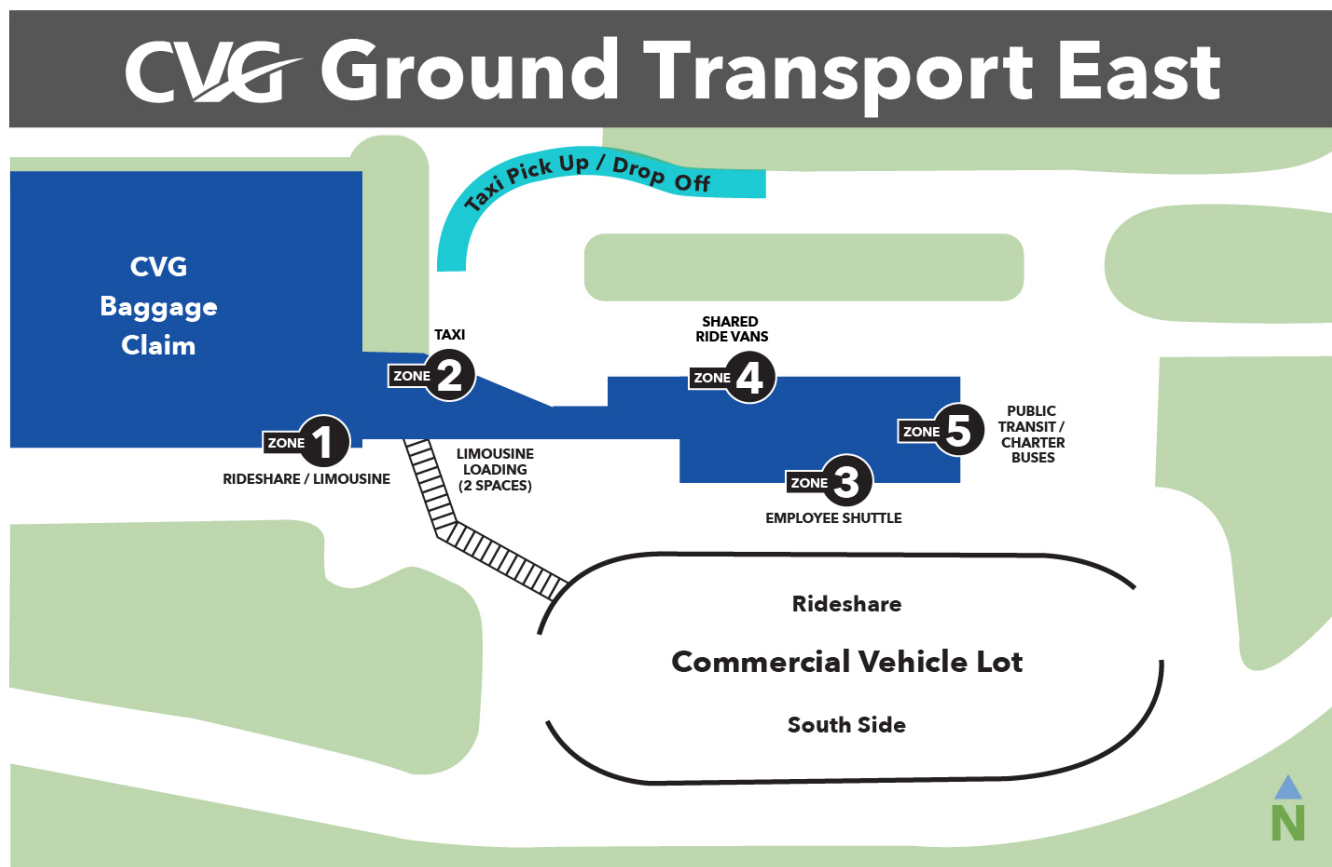 CVG Ground Transport East
Taxi Pick Up / Drop Off
CVG
Baggage
Claim
TAXI
ZONE 2
SHARED
RIDE VANS
ZONE 4
ZONE 1
RIDESHARE / LIMOUSINE
LIMOUSINE
LOADING
(2 SPACES)
ZONE 5
PUBLIC
TRANSIT /
CHARTER
BUSES
ZONE 3
EMPLOYEE SHUTTLE
Rideshare
Commercial Vehicle Lot
South Side
N